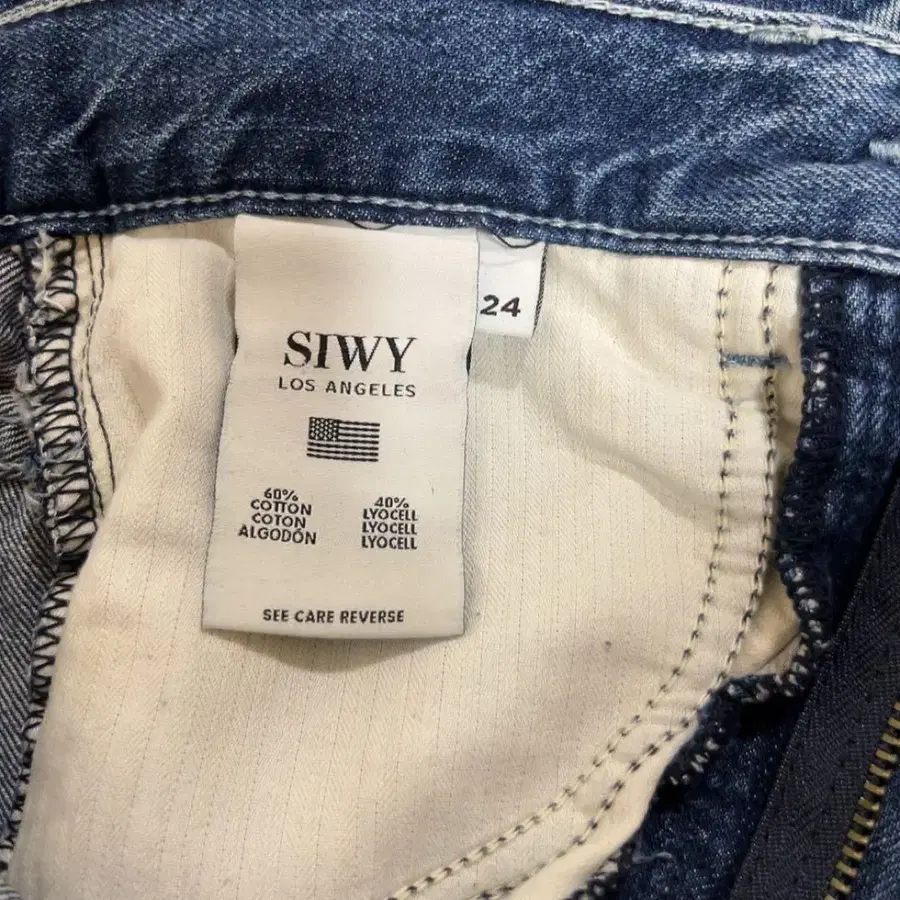 24
SIWY
LOS ANGELES
60%
COTTON
COTON
ALGODÓN
40%
LYOCELL
LYOCELL
LYOCELL
SEE CARE REVERSE